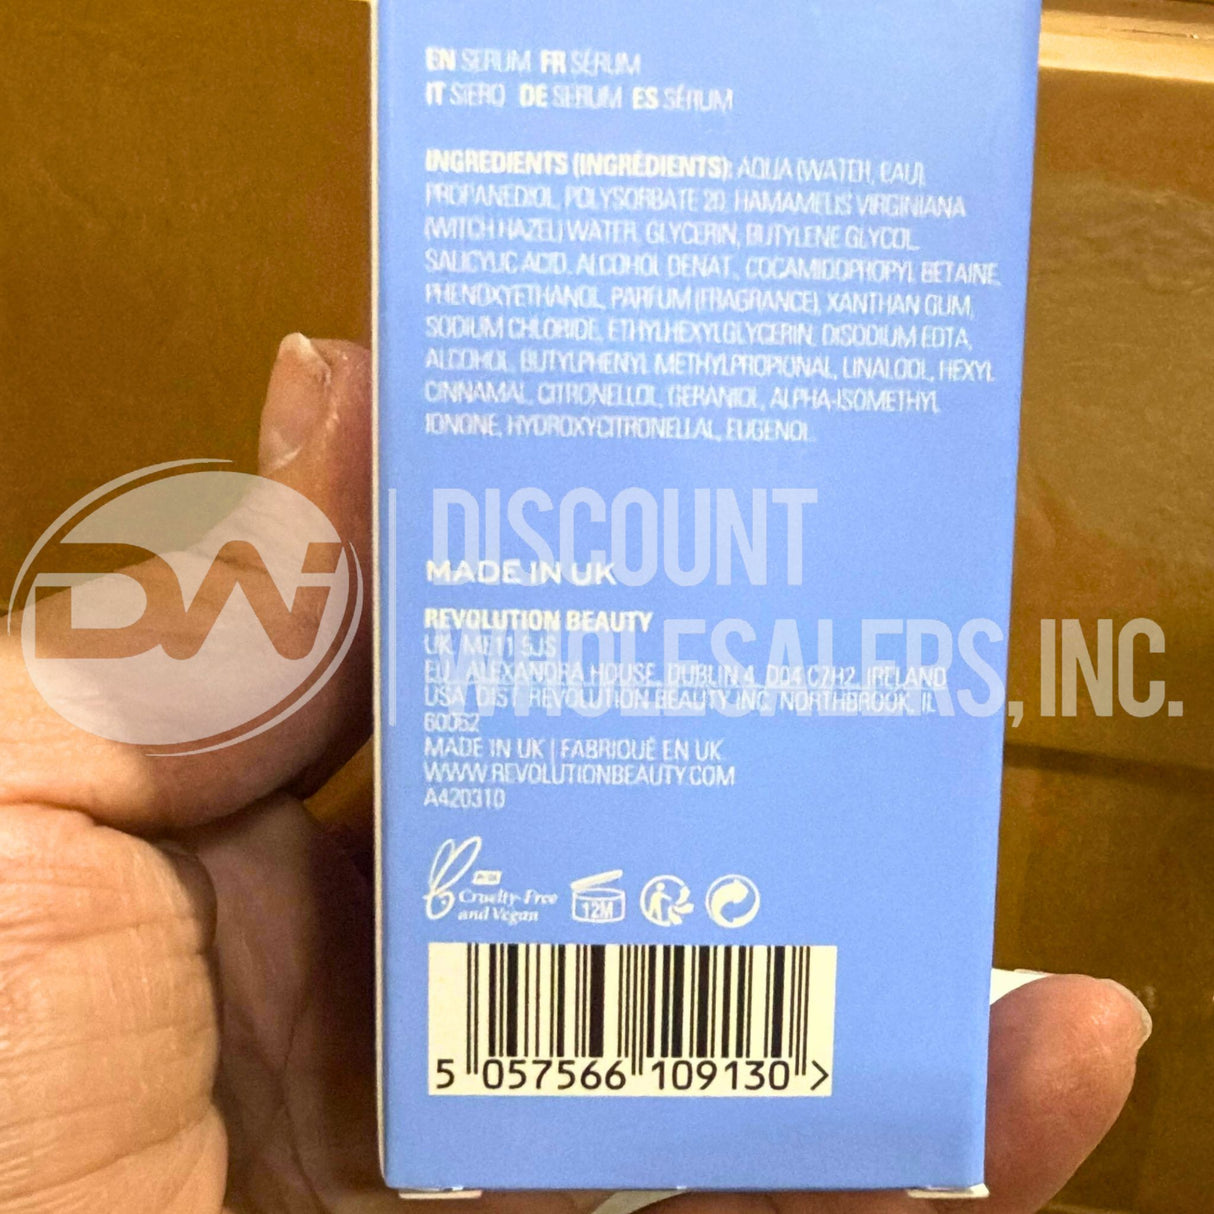 EN SERUM FR SÉRUM
IT SIERO DE SERUM ES SÉRUM
INGREDIENTS (INGRÉDIENTS): AQUA (WATER, EAU),
PROPANEDIOL, POLYSORBATE 20, HAMAMELIS VIRGINIANA
(WITCH HAZEL) WATER, GLYCERIN, BUTYLENE GLYCOL,
SALICYLIC ACID, ALCOHOL DENAT., COCAMIDOPROPYL BETAINE,
PHENOXYETHANOL, PARFUM (FRAGRANCE), XANTHAN GUM,
SODIUM CHLORIDE, ETHYLHEXYLGLYCERIN, DISODIUM EDTA,
ALCOHOL, BUTYLPHENYL METHYLPROPIONAL, LINALOOL, HEXYL
CINNAMAL, CITRONELLOL, GERANIOL, ALPHA-ISOMETHYL
IONONE, HYDROXYCITRONELLAL, EUGENOL.
DWI
DISCOUNT
WHOLESALERS, INC.
MADE IN UK
REVOLUTION BEAUTY
UK. ME11 5JS
EU. ALEXANDRA HOUSE, DUBLIN 4, D04 C7H2, IRELAND
USA. DIST. REVOLUTION BEAUTY INC. NORTHBROOK, IL
60062
MADE IN UK | FABRIQUÉ EN UK
WWW.REVOLUTIONBEAUTY.COM
A420310
Cruelty-Free
and Vegan
12M
5 057566 109130 >